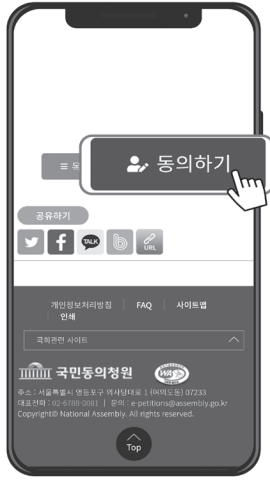 동의하기
공유하기
TALK
URL
개인정보처리방침 FAQ 사이트맵
인쇄
국회관련 사이트
국민동의청원 WA
주소 : 서울특별시 영등포구 의사당대로 1 (여의도동) 07233
대표전화 : 02-6788-0081 | 문의 : e-petitions@assembly.go.kr
Copyright© National Assembly. All rights reserved.
Top